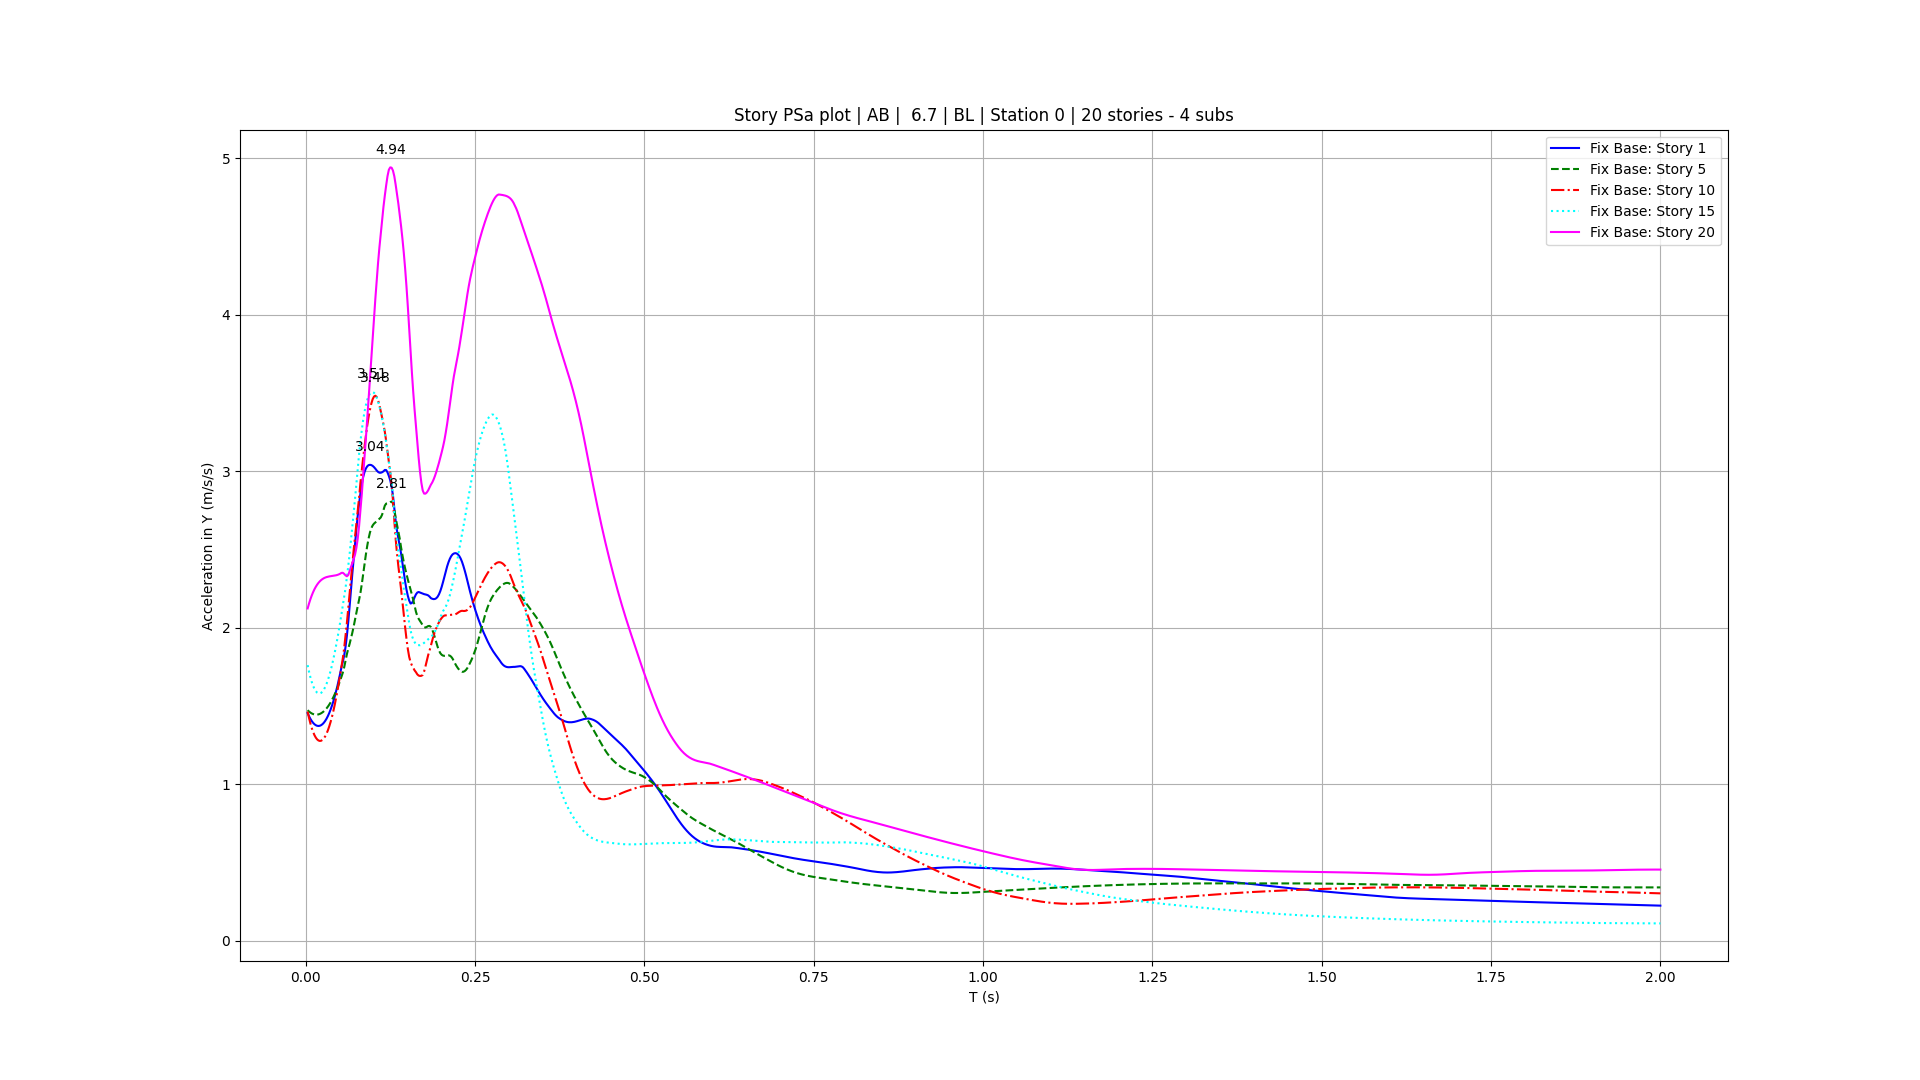 Story PSa plot | AB |  6.7 | BL | Station 0 | 20 stories - 4 subs
Fix Base: Story 1
Fix Base: Story 5
Fix Base: Story 10
Fix Base: Story 15
Fix Base: Story 20
4.94
3.51
3.48
3.04
2.81
Acceleration in Y (m/s/s)
5
4
3
2
1
0
0.00 0.25 0.50 0.75 1.00 1.25 1.50 1.75 2.00
T (s)